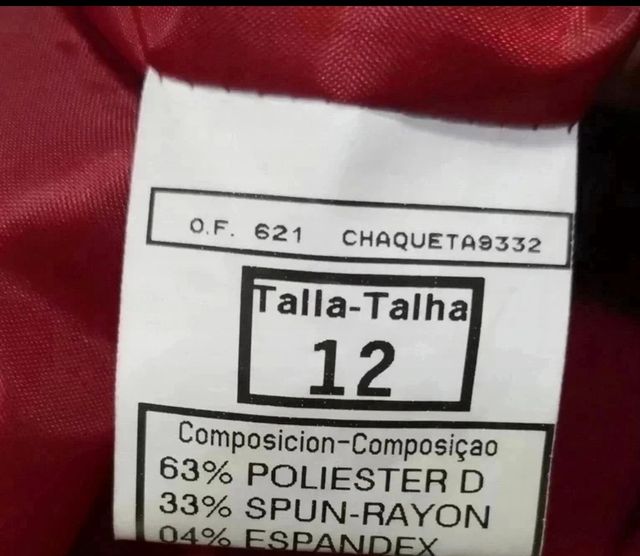 O.F. 621 CHAQUETA9332
Talla-Talha
12
Composicion-Composiçao
63% POLIESTER D
33% SPUN-RAYON
04% ESPANDEX